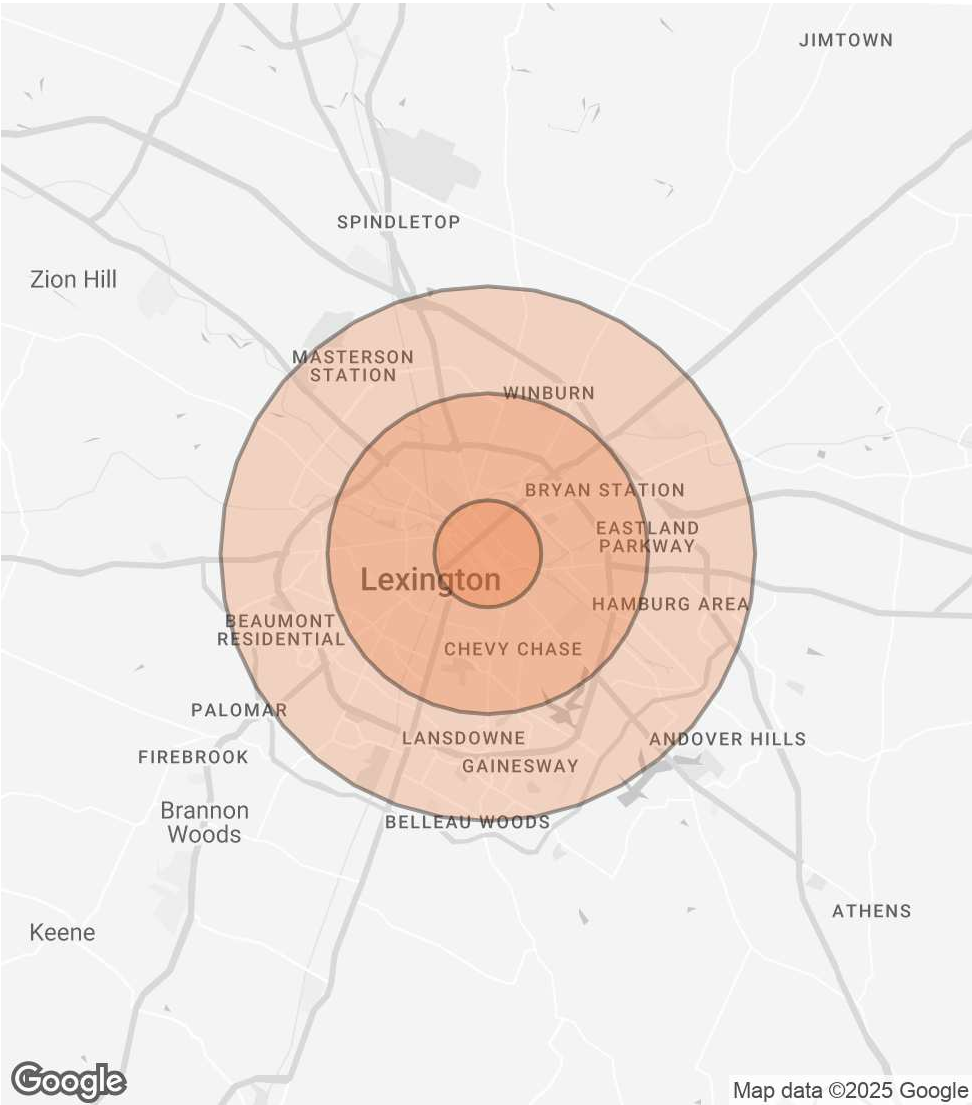 JIMTOWN
SPINDLETOP
Zion Hill
MASTERSON
STATION
WINBURN
BRYAN STATION
EASTLAND
PARKWAY
Lexington
HAMBURG AREA
BEAUMONT
RESIDENTIAL
CHEVY CHASE
PALOMAR
LANSDOWNE
ANDOVER HILLS
FIREBROOK
GAINESWAY
Brannon
Woods
BELLEAU WOODS
ATHENS
Keene
Google
Map data ©2025 Google